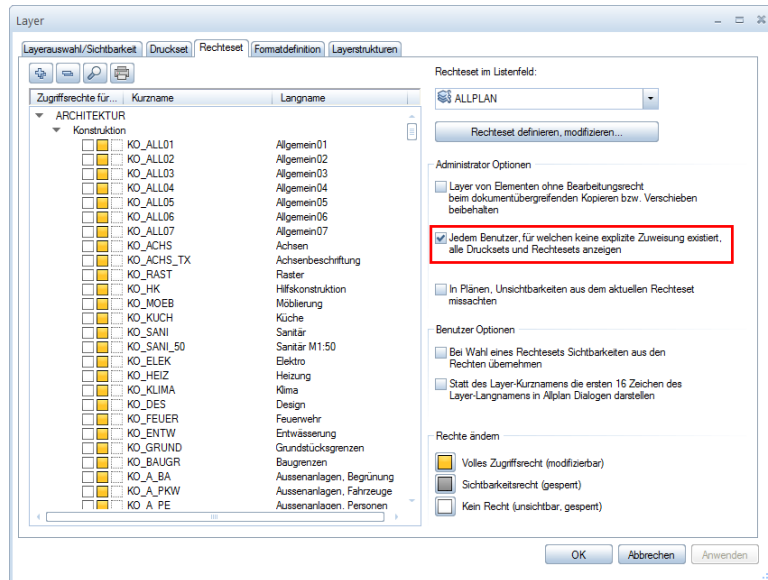 Layer
Layerauswahl/Sichtbarkeit Druckset Rechteset Formatdefinition Layerstrukturen
Zugriffsrechte für... Kurzname Langname
ARCHITEKTUR
Konstruktion
KO_ALL01 Allgemein01
KO_ALL02 Allgemein02
KO_ALL03 Allgemein03
KO_ALL04 Allgemein04
KO_ALL05 Allgemein05
KO_ALL06 Allgemein06
KO_ALL07 Allgemein07
KO_ACHS Achsen
KO_ACHS_TX Achsenbeschriftung
KO_RAST Raster
KO_HK Hilfskonstruktion
KO_MOEB Möblierung
KO_KUCH Küche
KO_SANI Sanitär
KO_SANI_50 Sanitär M1:50
KO_ELEK Elektro
KO_HEIZ Heizung
KO_KLIMA Klima
KO_DES Design
KO_FEUER Feuerwehr
KO_ENTW Entwässerung
KO_GRUND Grundstücksgrenzen
KO_BAUGR Baugrenzen
KO_A_BA Aussenanlagen, Begrünung
KO_A_PKW Aussenanlagen, Fahrzeuge
KO_A_PE Aussenanlagen, Personen
Rechteset im Listenfeld:
ALLPLAN
Rechteset definieren, modifizieren...
Administrator Optionen
Layer von Elementen ohne Bearbeitungsrecht
beim dokumentübergreifenden Kopieren bzw. Verschieben
beibehalten
Jedem Benutzer, für welchen keine explizite Zuweisung existiert,
alle Drucksets und Rechtesets anzeigen
In Plänen, Unsichtbarkeiten aus dem aktuellen Rechteset
missachten
Benutzer Optionen
Bei Wahl eines Rechtesets Sichtbarkeiten aus den
Rechten übernehmen
Statt des Layer-Kurznamens die ersten 16 Zeichen des
Layer-Langnamens in Allplan Dialogen darstellen
Rechte ändern
Volles Zugriffsrecht (modifizierbar)
Sichtbarkeitsrecht (gesperrt)
Kein Recht (unsichtbar, gesperrt)
OK Abbrechen Anwenden